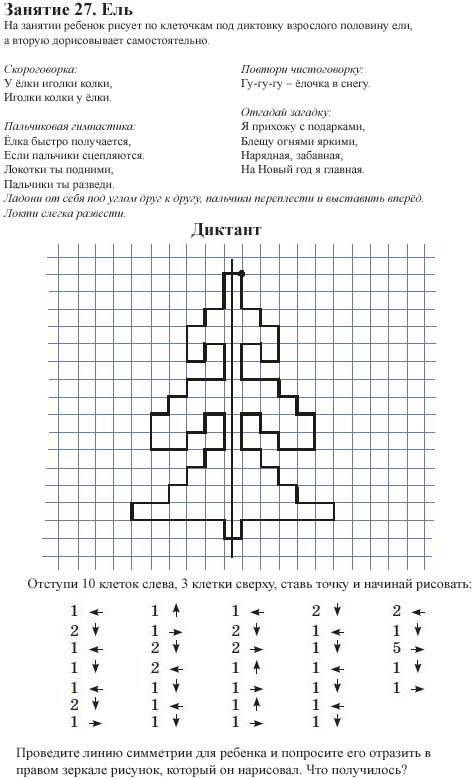 Занятие 27. Ель
На занятии ребенок рисует по клеточкам под диктовку взрослого половину ели,
а вторую дорисовывает самостоятельно.
Скороговорка:
У ёлки иголки колки,
Иголки колки у ёлки.
Повтори чистоговорку:
Гу-гу-гу – ёлочка в снегу.
Пальчиковая гимнастика:
Ёлка быстро получается,
Если пальчики сцепляются.
Локотки ты подними,
Пальчики ты разведи.
Отгадай загадку:
Я прихожу с подарками,
Блещу огнями яркими,
Нарядная, забавная,
На Новый год я главная.
Ладони от себя под углом друг к другу, пальчики переплести и выставить вперёд.
Локти слегка развести.
Диктант
Отступи 10 клеток слева, 3 клетки сверху, ставь точку и начинай рисовать:
1 ← 1 ↑ 1 ← 2 ↓ 2 ←
2 ↓ 1 → 2 ↓ 1 ← 1 ↓
1 ← 2 ↓ 2 → 1 ↓ 5 →
1 ↓ 2 ← 1 ↑ 1 ← 1 ↓
1 ← 1 ↓ 1 → 1 ↓ 1 →
2 ↓ 1 ← 1 ↑ 1 ←
1 → 1 ↓ 1 → 1 ↓
Проведите линию симметрии для ребенка и попросите его отразить в
правом зеркале рисунок, который он нарисовал. Что получилось?